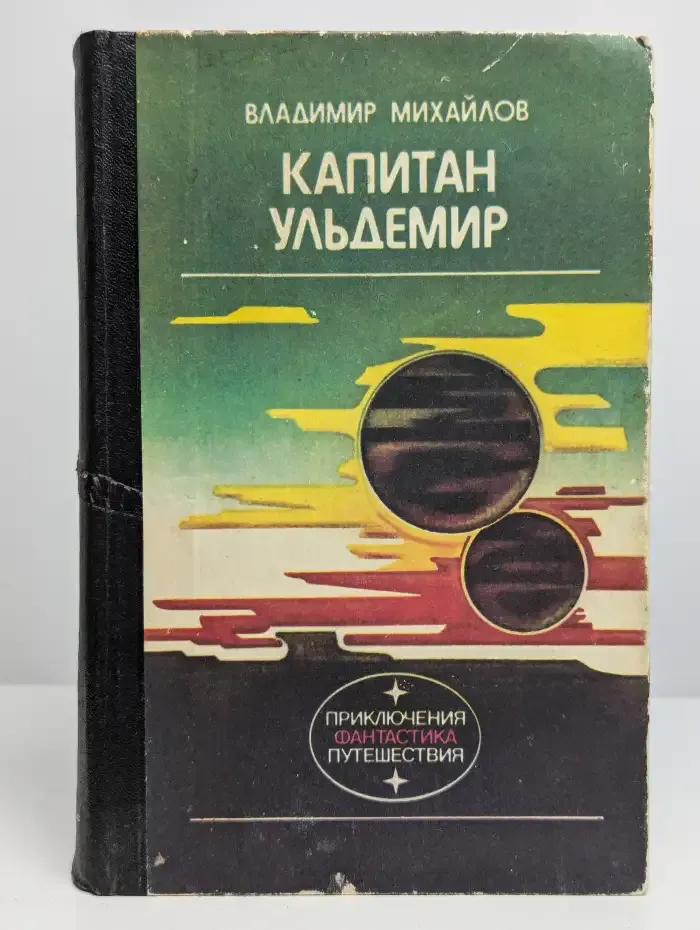 ВЛАДИМИР МИХАЙЛОВ
КАПИТАН
УЛЬДЕМИР
ПРИКЛЮЧЕНИЯ
ФАНТАСТИКА
ПУТЕШЕСТВИЯ